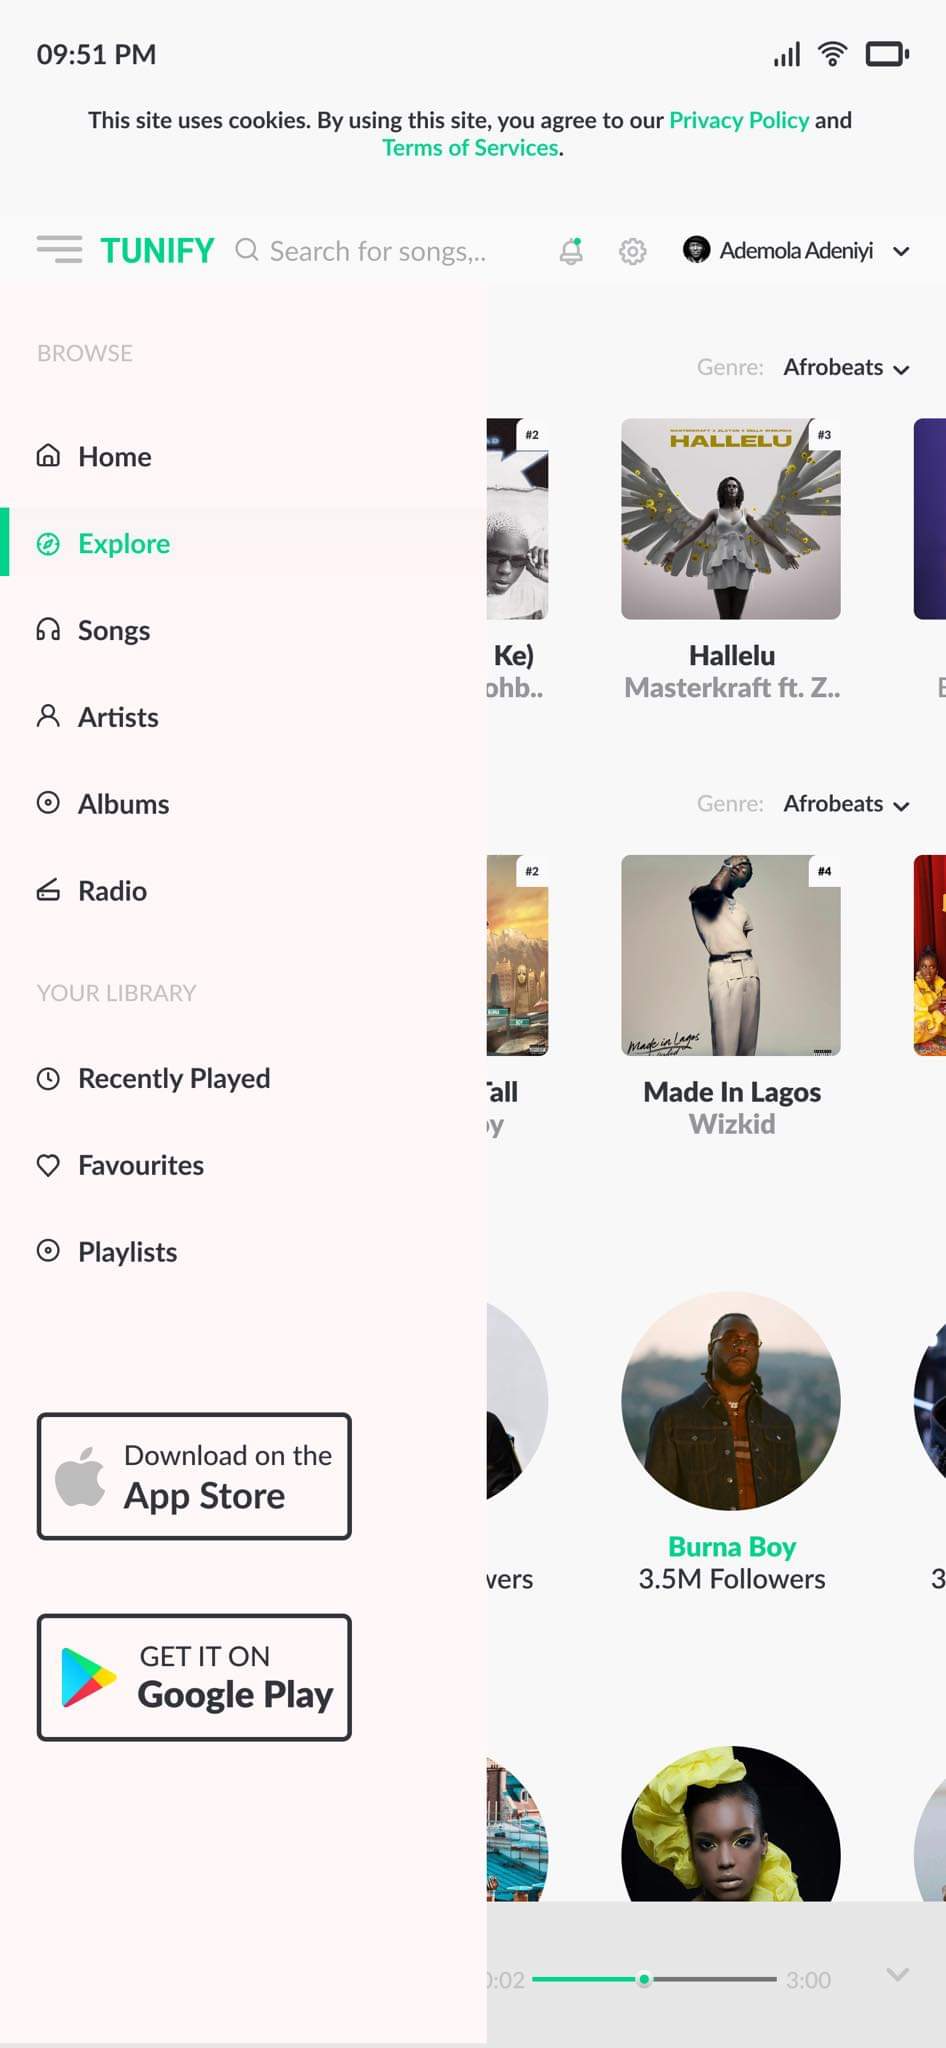 09:51 PM
This site uses cookies. By using this site, you agree to our Privacy Policy and
Terms of Services.
TUNIFY
Search for songs,..
Ademola Adeniyi
BROWSE
Home
Explore
Songs
Artists
Albums
Radio
YOUR LIBRARY
Recently Played
Favourites
Playlists
Download on the
App Store
GET IT ON
Google Play
Genre: Afrobeats
#2
HALLELU
#3
Ke)
ohb..
Hallelu
Masterkraft ft. Z..
Genre: Afrobeats
#2
#4
Made in Lagos
Made In Lagos
Wizkid
Burna Boy
3.5M Followers
3:00